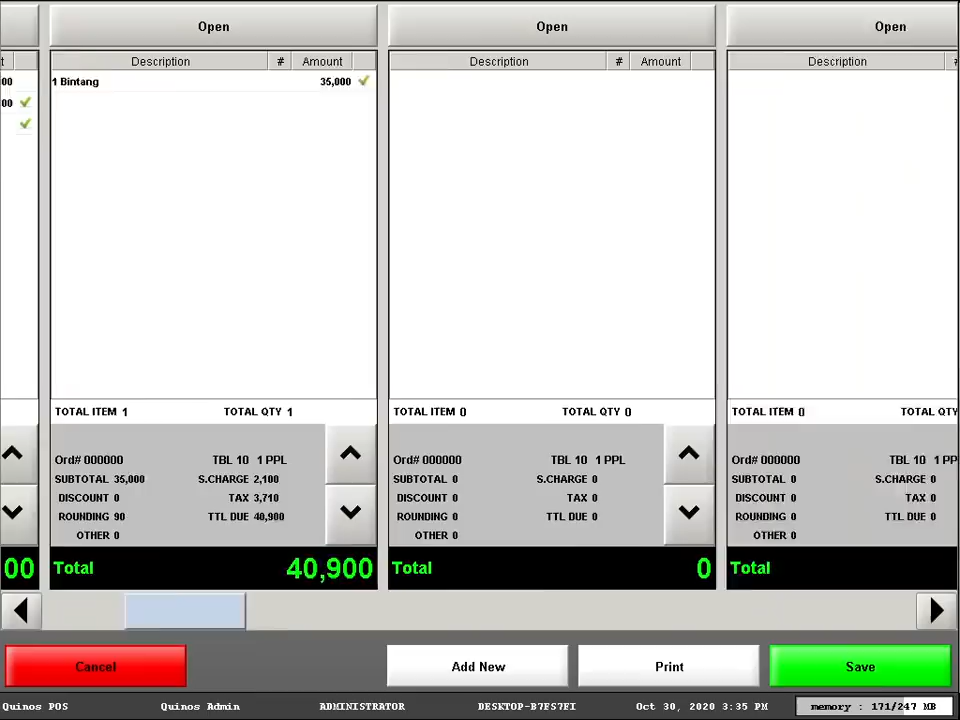 Open Open Open
t Description # Amount Description # Amount Description #
00 1 Bintang 35,000
00
TOTAL ITEM 1 TOTAL QTY 1 TOTAL ITEM 0 TOTAL QTY 0 TOTAL ITEM 0 TOTAL QTY
Ord# 000000 TBL 10 1 PPL Ord# 000000 TBL 10 1 PPL Ord# 000000 TBL 10 1 PP
SUBTOTAL 35,000 S.CHARGE 2,100 SUBTOTAL 0 S.CHARGE 0 SUBTOTAL 0 S.CHARGE 0
DISCOUNT 0 TAX 3,710 DISCOUNT 0 TAX 0 DISCOUNT 0 TAX 0
ROUNDING 90 TTL DUE 40,900 ROUNDING 0 TTL DUE 0 ROUNDING 0 TTL DUE 0
OTHER 0 OTHER 0 OTHER 0
00 Total 40,900 Total 0 Total
Cancel Add New Print Save
Quinos POS Quinos Admin ADMINISTRATOR DESKTOP-B7FS7EI Oct 30, 2020 3:35 PM memory : 171/247 MB